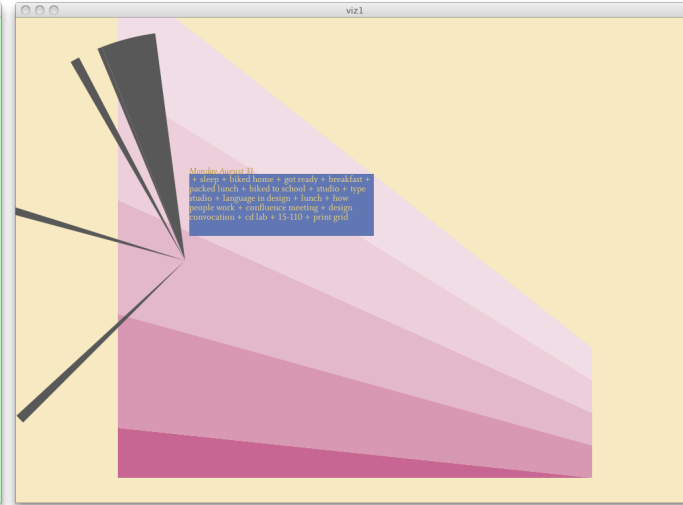 viz1
Monday August 31
+ sleep + biked home + got ready + breakfast +
packed lunch + biked to school + studio + type
studio + language in design + lunch + how
people work + confluence meeting + design
convocation + cd lab + 15-110 + print grid